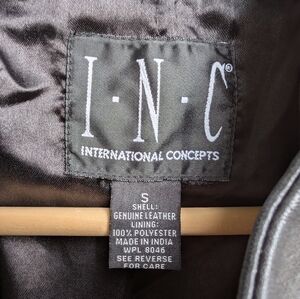 I·N·C®
INTERNATIONAL CONCEPTS
S
SHELL:
GENUINE LEATHER
LINING:
100% POLYESTER
MADE IN INDIA
WPL 8046
SEE REVERSE
FOR CARE